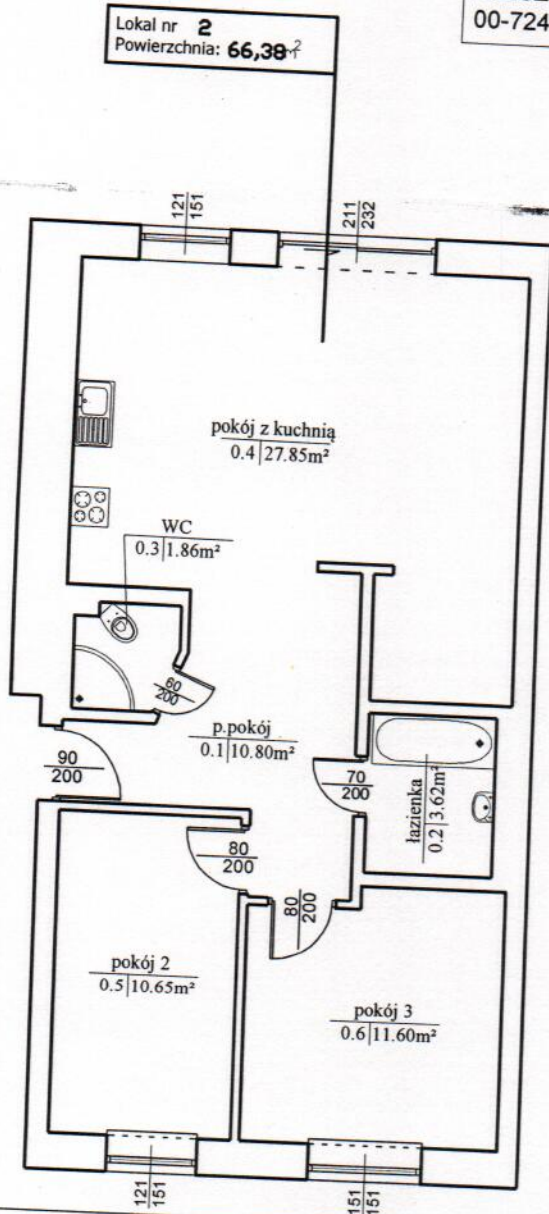 Lokal nr 2
Powierzchnia: 66,38
00-724
121
151
211
232
pokój z kuchnią
0.4|27.85m²
WC
0.3|1.86m²
60
200
p.pokój
0.1|10.80m²
90
200
70
200
łazienka
0.2|3.62m²
80
200
80
200
pokój 2
0.5|10.65m²
pokój 3
0.6|11.60m²
121
151
151
151